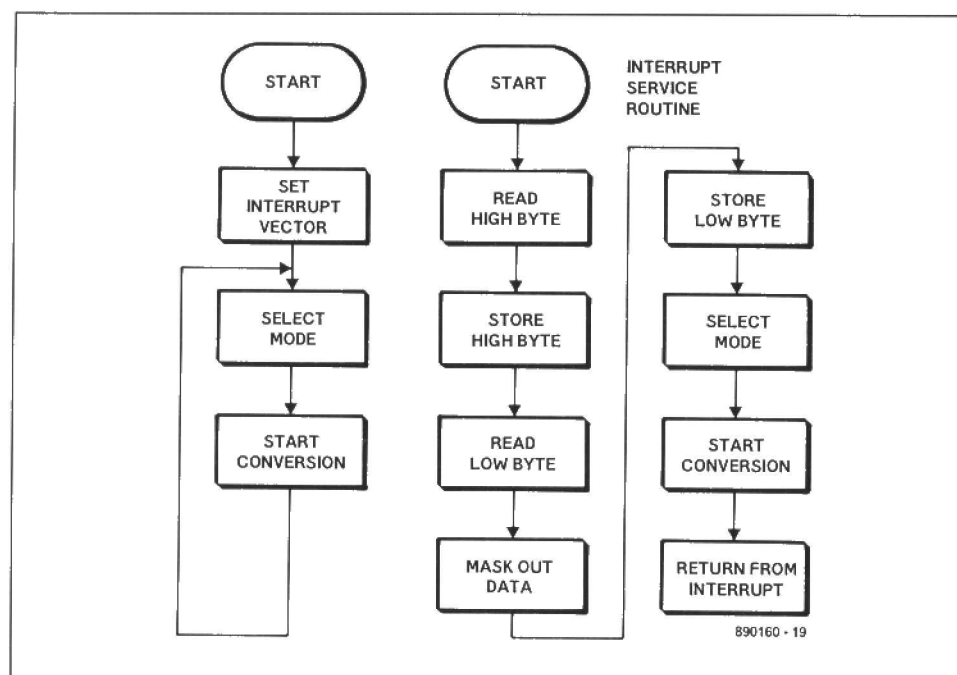 START
SET
INTERRUPT
VECTOR
SELECT
MODE
START
CONVERSION
START
READ
HIGH BYTE
STORE
HIGH BYTE
READ
LOW BYTE
MASK OUT
DATA
INTERRUPT
SERVICE
ROUTINE
STORE
LOW BYTE
SELECT
MODE
START
CONVERSION
RETURN FROM
INTERRUPT
890160 - 19